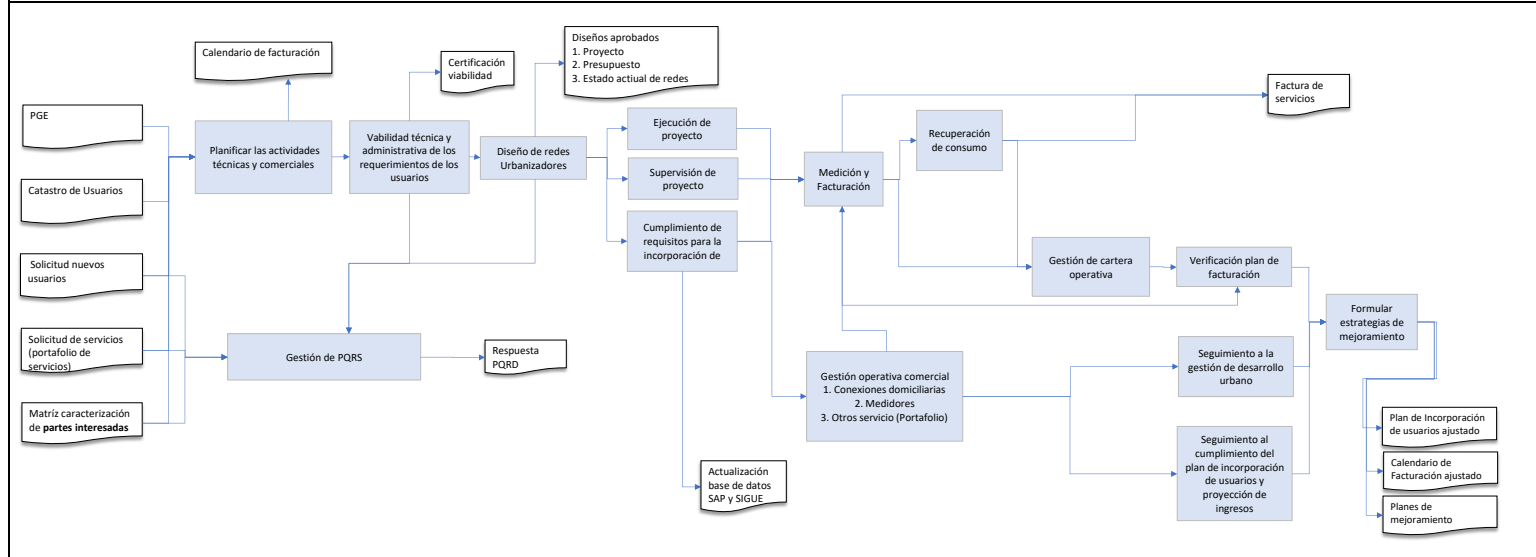 Calendario de facturación
Certificación
viabilidad
Diseños aprobados
1. Proyecto
2. Presupuesto
3. Estado actiual de redes
PGE
Planificar las actividades
técnicas y comerciales
Vabilidad técnica y
administrativa de los
requerimientos de los
usuarios
Diseño de redes
Urbanizadores
Ejecución de
proyecto
Supervisión de
proyecto
Cumplimiento de
requisitos para la
incorporación de
Medición y
Facturación
Recuperación
de consumo
Factura de
servicios
Catastro de Usuarios
Solicitud nuevos
usuarios
Solicitud de servicios
(portafolio de
servicios)
Matríz caracterización
de partes interesadas
Gestión de PQRS
Respuesta
PQRD
Gestión de cartera
operativa
Verificación plan de
facturación
Formular
estrategias de
mejoramiento
Gestión operativa comercial
1. Conexiones domiciliarias
2. Medidores
3. Otros servicio (Portafolio)
Seguimiento a la
gestión de desarrollo
urbano
Seguimiento al
cumplimiento del
plan de incorporación
de usuarios y
proyección de
ingresos
Actualización
base de datos
SAP y SIGUE
Plan de Incorporación
de usuarios ajustado
Calendario de
Facturación ajustado
Planes de
mejoramiento